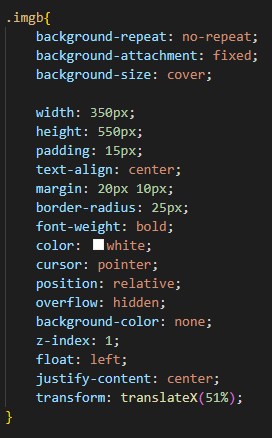 .imgb{
background-repeat: no-repeat;
background-attachment: fixed;
background-size: cover;
width: 350px;
height: 550px;
padding: 15px;
text-align: center;
margin: 20px 10px;
border-radius: 25px;
font-weight: bold;
color: white;
cursor: pointer;
position: relative;
overflow: hidden;
background-color: none;
z-index: 1;
float: left;
justify-content: center;
transform: translateX(51%);
}